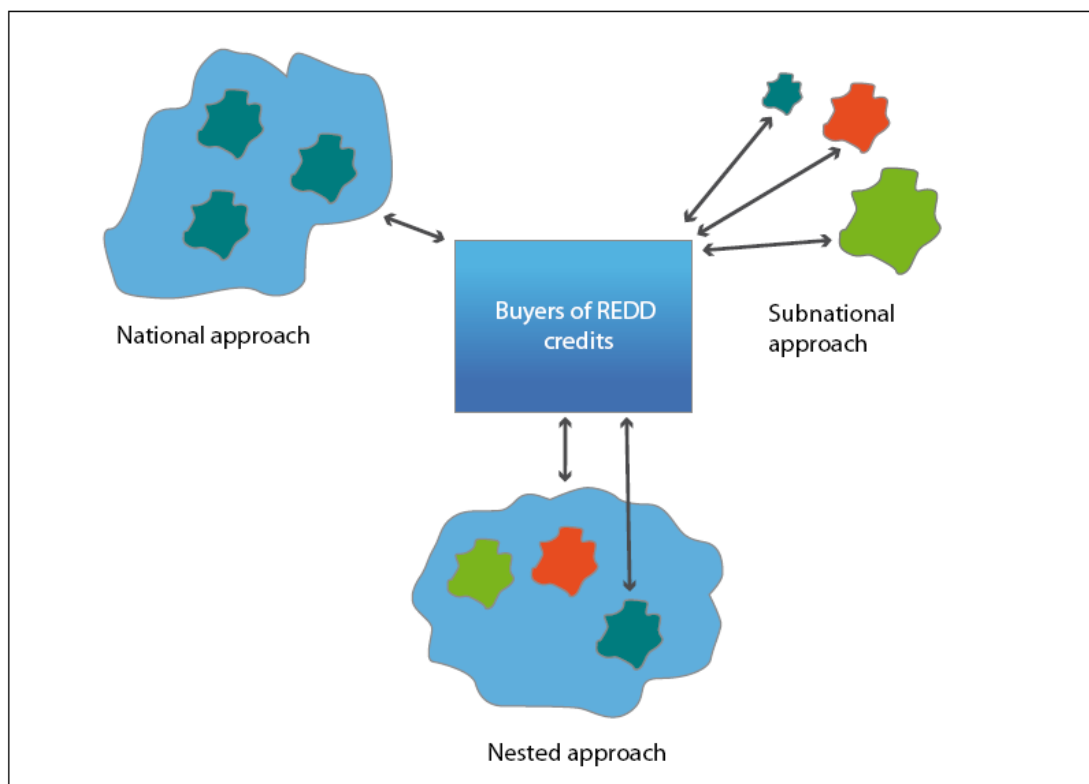 National approach
Buyers of REDD
credits
Subnational
approach
Nested approach